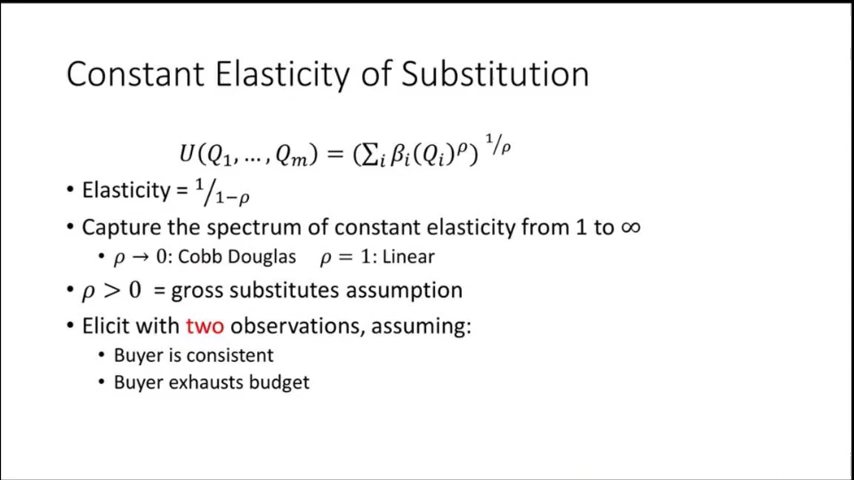 Constant Elasticity of Substitution
U(Q₁, ..., Qₘ) = (∑ᵢ βᵢ(Qᵢ)^ρ)^1/ρ
• Elasticity = 1/1−ρ
• Capture the spectrum of constant elasticity from 1 to ∞
• ρ → 0: Cobb Douglas ρ = 1: Linear
• ρ > 0 = gross substitutes assumption
• Elicit with two observations, assuming:
• Buyer is consistent
• Buyer exhausts budget